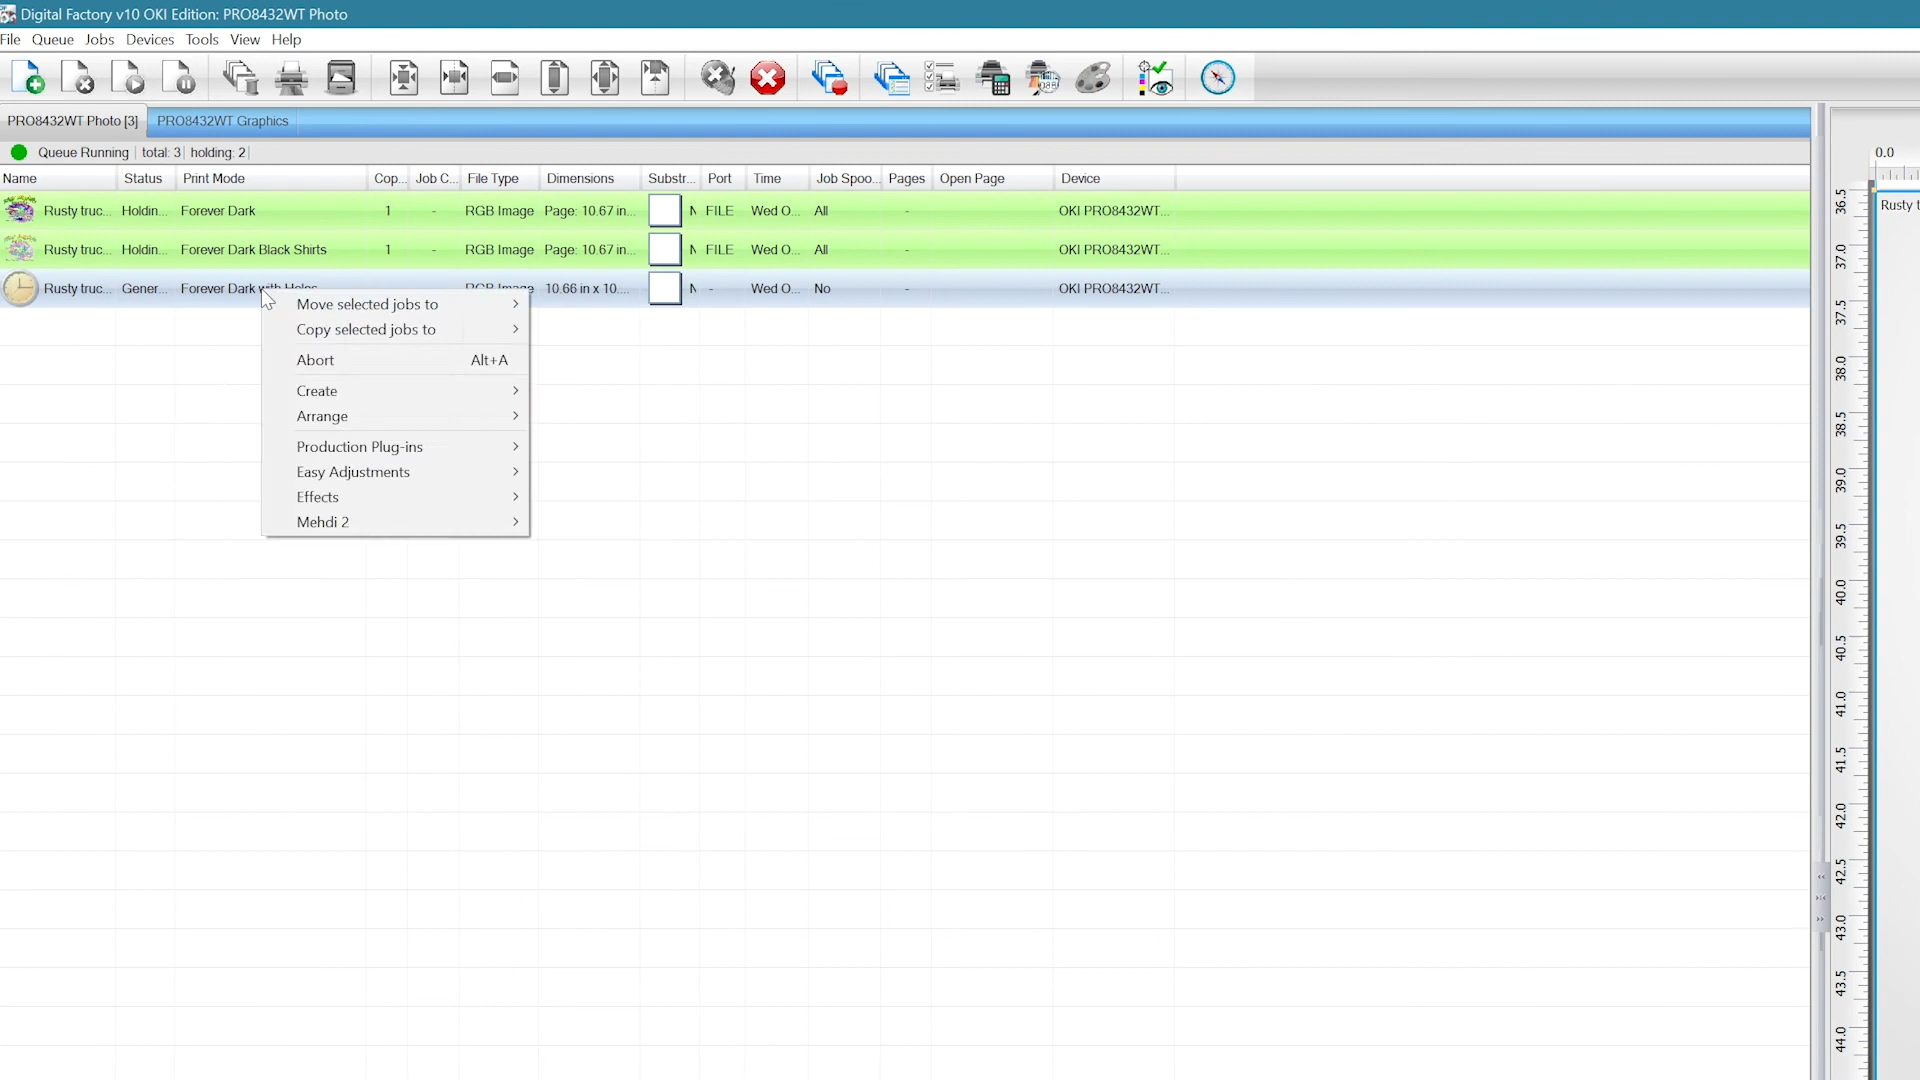 Digital Factory v10 OKI Edition: PRO8432WT Photo
File Queue Jobs Devices Tools View Help
PRO8432WT Photo [3] PRO8432WT Graphics
Queue Running total: 3 holding: 2
Name Status Print Mode Cop... Job C... File Type Dimensions Substr... Port Time Job Spoo... Pages Open Page Device
Rusty truc... Holdin... Forever Dark 1 - RGB Image Page: 10.67 in... FILE Wed O... All - OKI PRO8432WT...
Rusty truc... Holdin... Forever Dark Black Shirts 1 - RGB Image Page: 10.67 in... FILE Wed O... All - OKI PRO8432WT...
Rusty truc... Gener... Forever Dark with Holes RGB Image 10.66 in x 10.... - Wed O... No - OKI PRO8432WT...
Move selected jobs to
Copy selected jobs to
Abort Alt+A
Create
Arrange
Production Plug-ins
Easy Adjustments
Effects
Mehdi 2
0.0
Rusty t
36.5
37.0
37.5
38.0
38.5
39.0
39.5
40.0
40.5
41.0
41.5
42.0
42.5
43.0
43.5
44.0